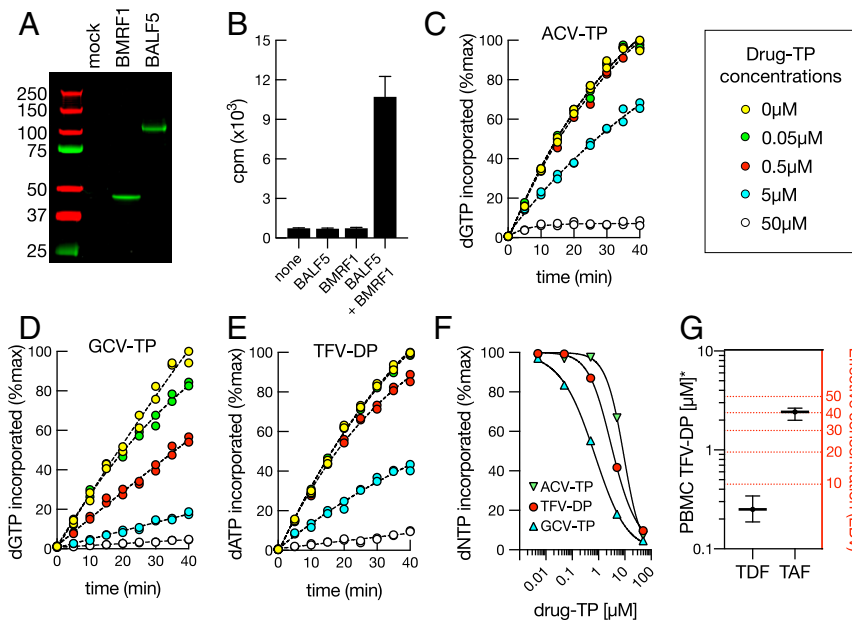 A
mock
BMRF1
BALF5
250
150
100
75
50
37
25
B
cpm (x10³)
15
12
9
6
3
0
none
BALF5
BMRF1
BALF5
+ BMRF1
C
ACV-TP
dGTP incorporated (%max)
100
80
60
40
20
0
0 10 20 30 40
time (min)
Drug-TP
concentrations
0µM
0.05µM
0.5µM
5µM
50µM
D
GCV-TP
dGTP incorporated (%max)
100
80
60
40
20
0
0 10 20 30 40
time (min)
E
TFV-DP
dATP incorporated (%max)
100
80
60
40
20
0
0 10 20 30 40
time (min)
F
dNTP incorporated (%max)
100
80
60
40
20
0
ACV-TP
TFV-DP
GCV-TP
0.01 0.1 1 10 100
drug-TP [µM]
G
PBMC TFV-DP [µM]*
10
1
0.1
50
40
30
20
10
TDF TAF